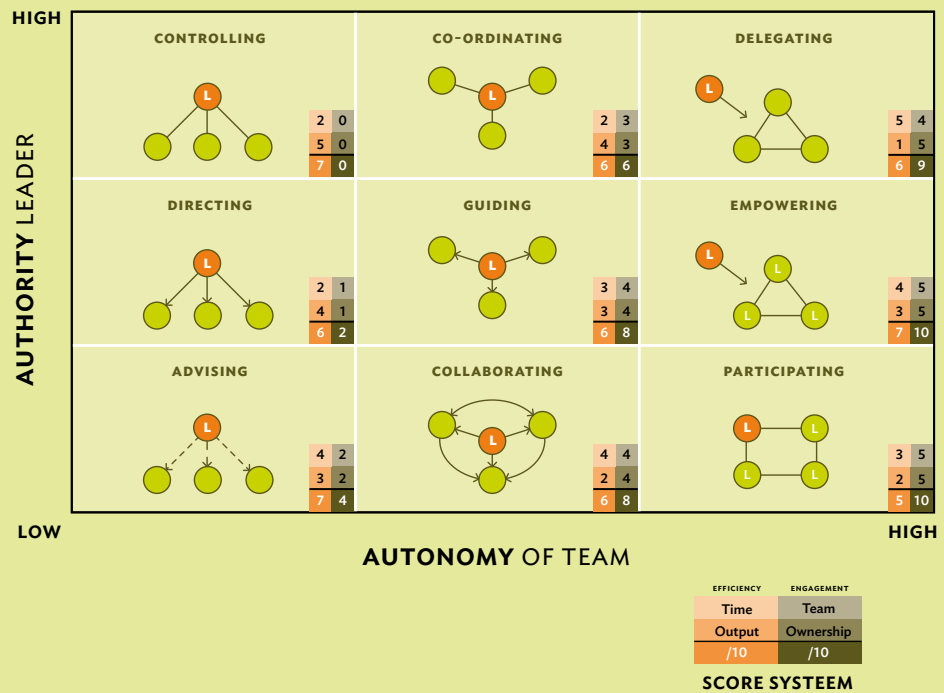 HIGH
AUTHORITY LEADER
CONTROLLING
L
2 0
5 0
7 0
CO-ORDINATING
L
2 3
4 3
6 6
DELEGATING
L
5 4
1 5
6 9
DIRECTING
L
2 1
4 1
6 2
GUIDING
L
3 4
3 4
6 8
EMPOWERING
L
L
L L
4 5
3 5
7 10
ADVISING
L
4 2
3 2
7 4
COLLABORATING
L
4 4
2 4
6 8
PARTICIPATING
L L
L L
3 5
2 5
5 10
LOW
HIGH
AUTONOMY OF TEAM
EFFICIENCY ENGAGEMENT
Time Team
Output Ownership
/10 /10
SCORE SYSTEEM